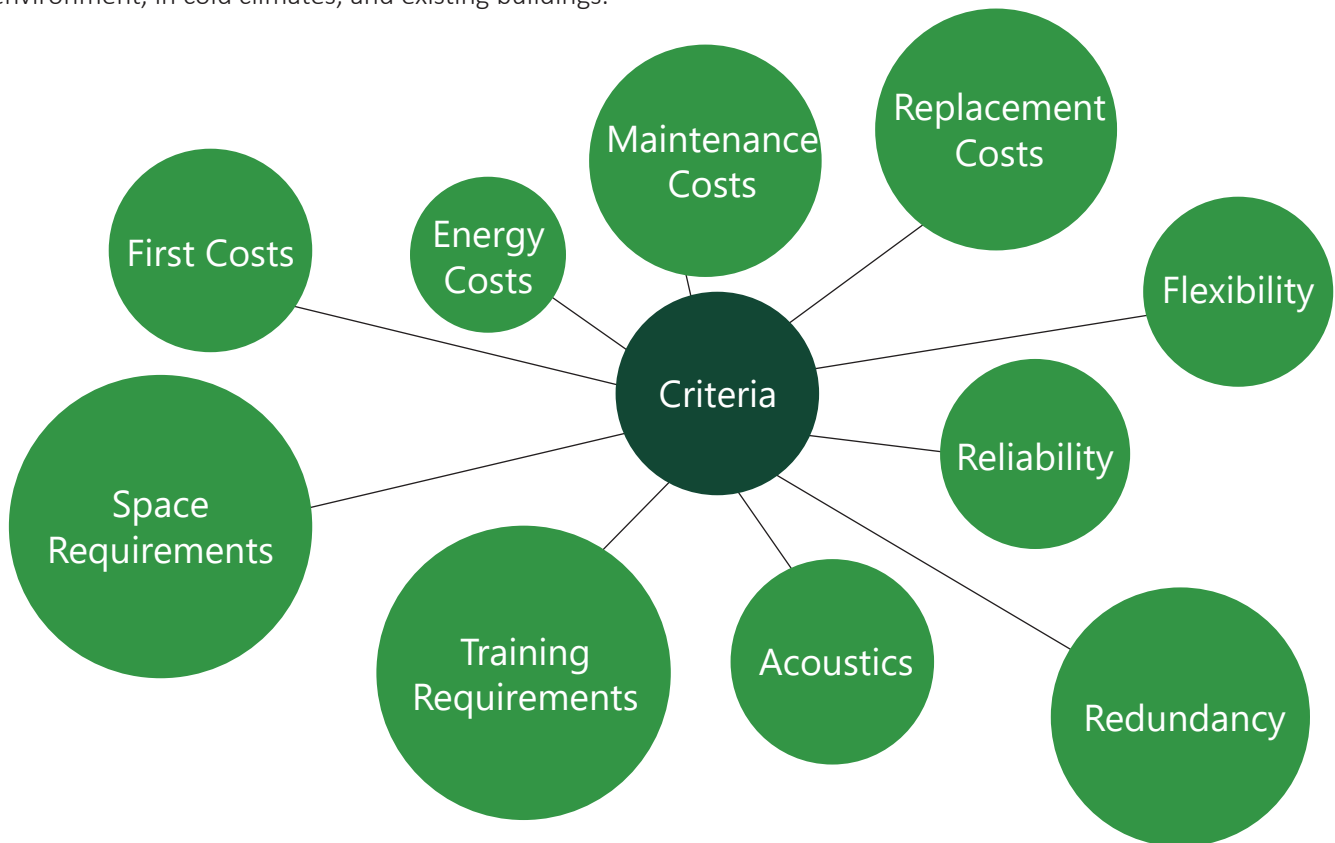 environment, in cold climates, and existing buildings.
Replacement
Costs
Maintenance
Costs
First Costs
Energy
Costs
Flexibility
Criteria
Reliability
Space
Requirements
Training
Requirements
Acoustics
Redundancy